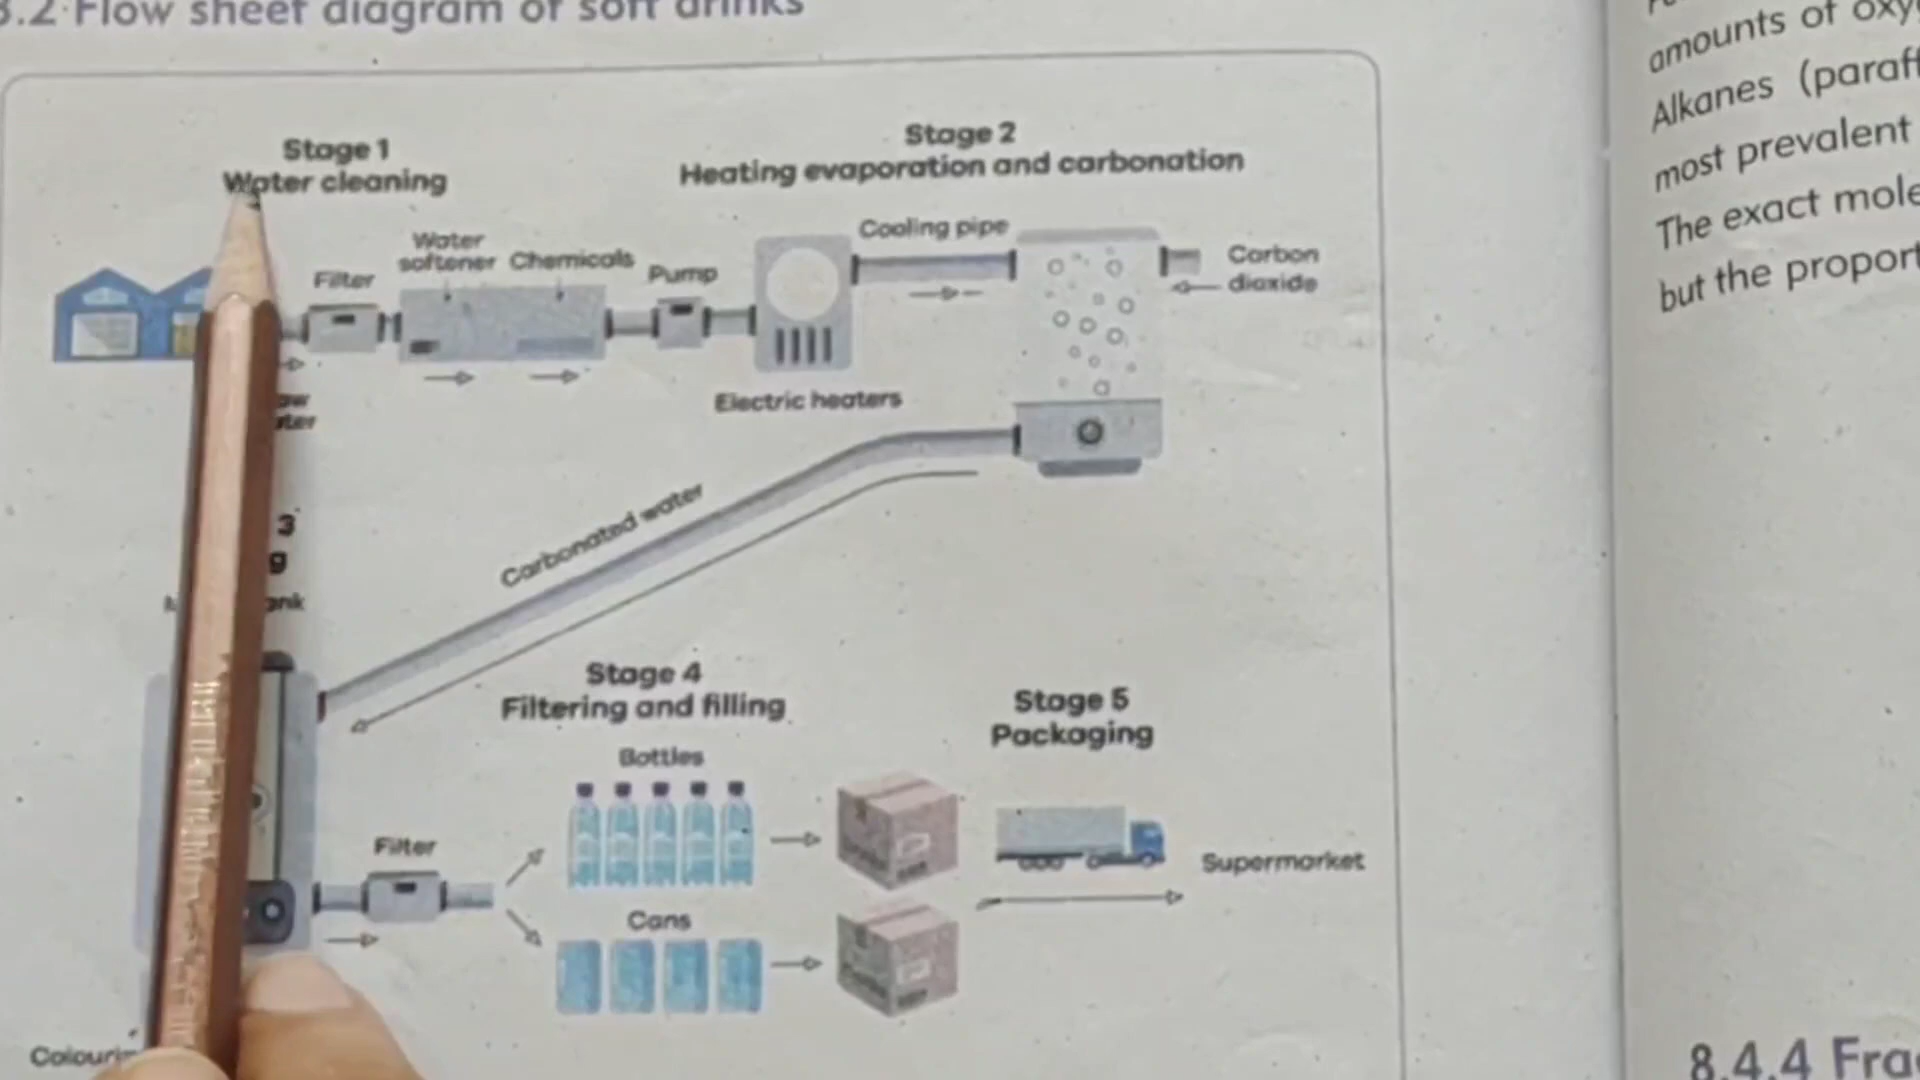 3.2 Flow sheet diagram of soft drinks
Stage 1
Water cleaning
Stage 2
Heating evaporation and carbonation
Water
softener
Chemicals
Filter
Pump
Cooling pipe
Carbon
dioxide
Electric heaters
3
Carbonated water
Stage 4
Filtering and filling
Bottles
Stage 5
Packaging
Filter
Supermarket
Cans
amounts of
Alkanes
most prevalent
The exact
but the
8.4.4